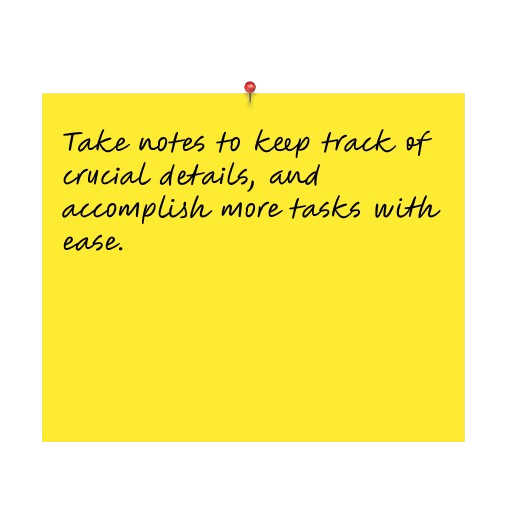 Take notes to keep track of
crucial details, and
accomplish more tasks with
ease.